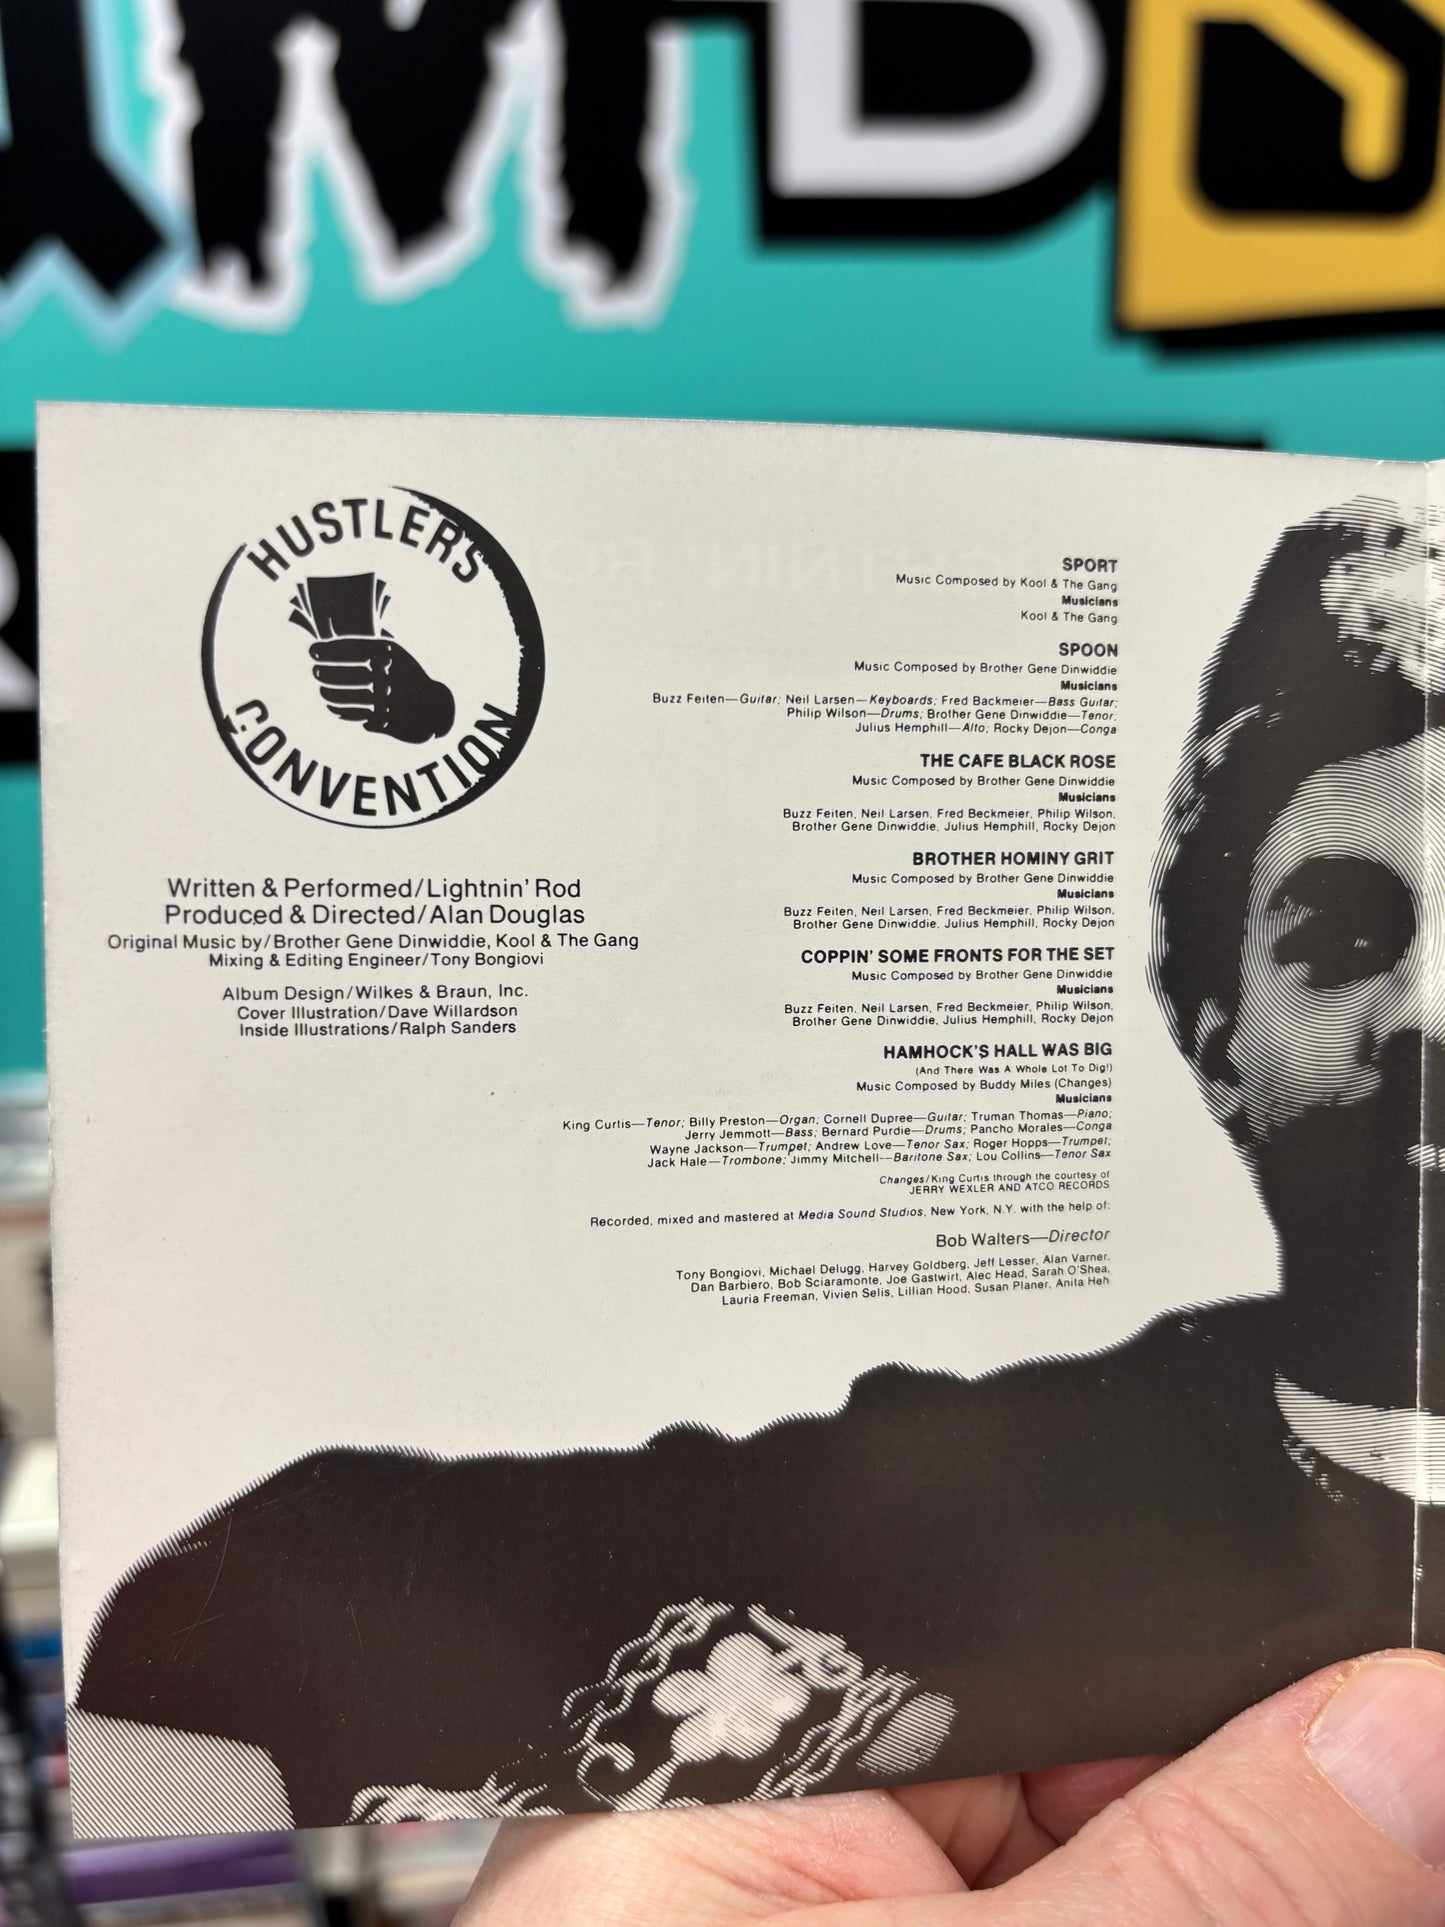 HUSTLER'S
CONVENTION
Written & Performed/Lightnin' Rod
Produced & Directed/Alan Douglas
Original Music by/Brother Gene Dinwiddie, Kool & The Gang
Mixing & Editing Engineer/Tony Bongiovi
Album Design/Wilkes & Braun, Inc.
Cover Illustration/Dave Willardson
Inside Illustrations/Ralph Sanders
SPORT
Music Composed by Kool & The Gang
Musicians
Kool & The Gang
SPOON
Music Composed by Brother Gene Dinwiddie
Musicians
Buzz Feiten—Guitar; Neil Larsen—Keyboards; Fred Backmeier—Bass Guitar;
Philip Wilson—Drums; Brother Gene Dinwiddie—Tenor;
Julius Hemphill—Alto; Rocky Dejon—Conga
THE CAFE BLACK ROSE
Music Composed by Brother Gene Dinwiddie
Musicians
Buzz Feiten, Neil Larsen, Fred Beckmeier, Philip Wilson,
Brother Gene Dinwiddie, Julius Hemphill, Rocky Dejon
BROTHER HOMINY GRIT
Music Composed by Brother Gene Dinwiddie
Musicians
Buzz Feiten, Neil Larsen, Fred Beckmeier, Philip Wilson,
Brother Gene Dinwiddie, Julius Hemphill, Rocky Dejon
COPPIN' SOME FRONTS FOR THE SET
Music Composed by Brother Gene Dinwiddie
Musicians
Buzz Feiten, Neil Larsen, Fred Beckmeier, Philip Wilson,
Brother Gene Dinwiddie, Julius Hemphill, Rocky Dejon
HAMHOCK'S HALL WAS BIG
(And There Was A Whole Lot To Dig!)
Music Composed by Buddy Miles (Changes)
Musicians
King Curtis—Tenor; Billy Preston—Organ; Cornell Dupree—Guitar; Truman Thomas—Piano;
Jerry Jemmott—Bass; Bernard Purdie—Drums; Pancho Morales—Conga
Wayne Jackson—Trumpet; Andrew Love—Tenor Sax; Roger Hopps—Trumpet;
Jack Hale—Trombone; Jimmy Mitchell—Baritone Sax; Lou Collins—Tenor Sax
Changes/King Curtis through the courtesy of
JERRY WEXLER AND ATCO RECORDS
Recorded, mixed and mastered at Media Sound Studios, New York, N.Y. with the help of:
Bob Walters—Director
Tony Bongiovi, Michael Delugg, Harvey Goldberg, Jeff Lesser, Alan Varner,
Dan Barbiero, Bob Sciaramonte, Joe Gastwirt, Alec Head, Sarah O'Shea,
Lauria Freeman, Vivien Selis, Lillian Hood, Susan Planer, Anita Heh